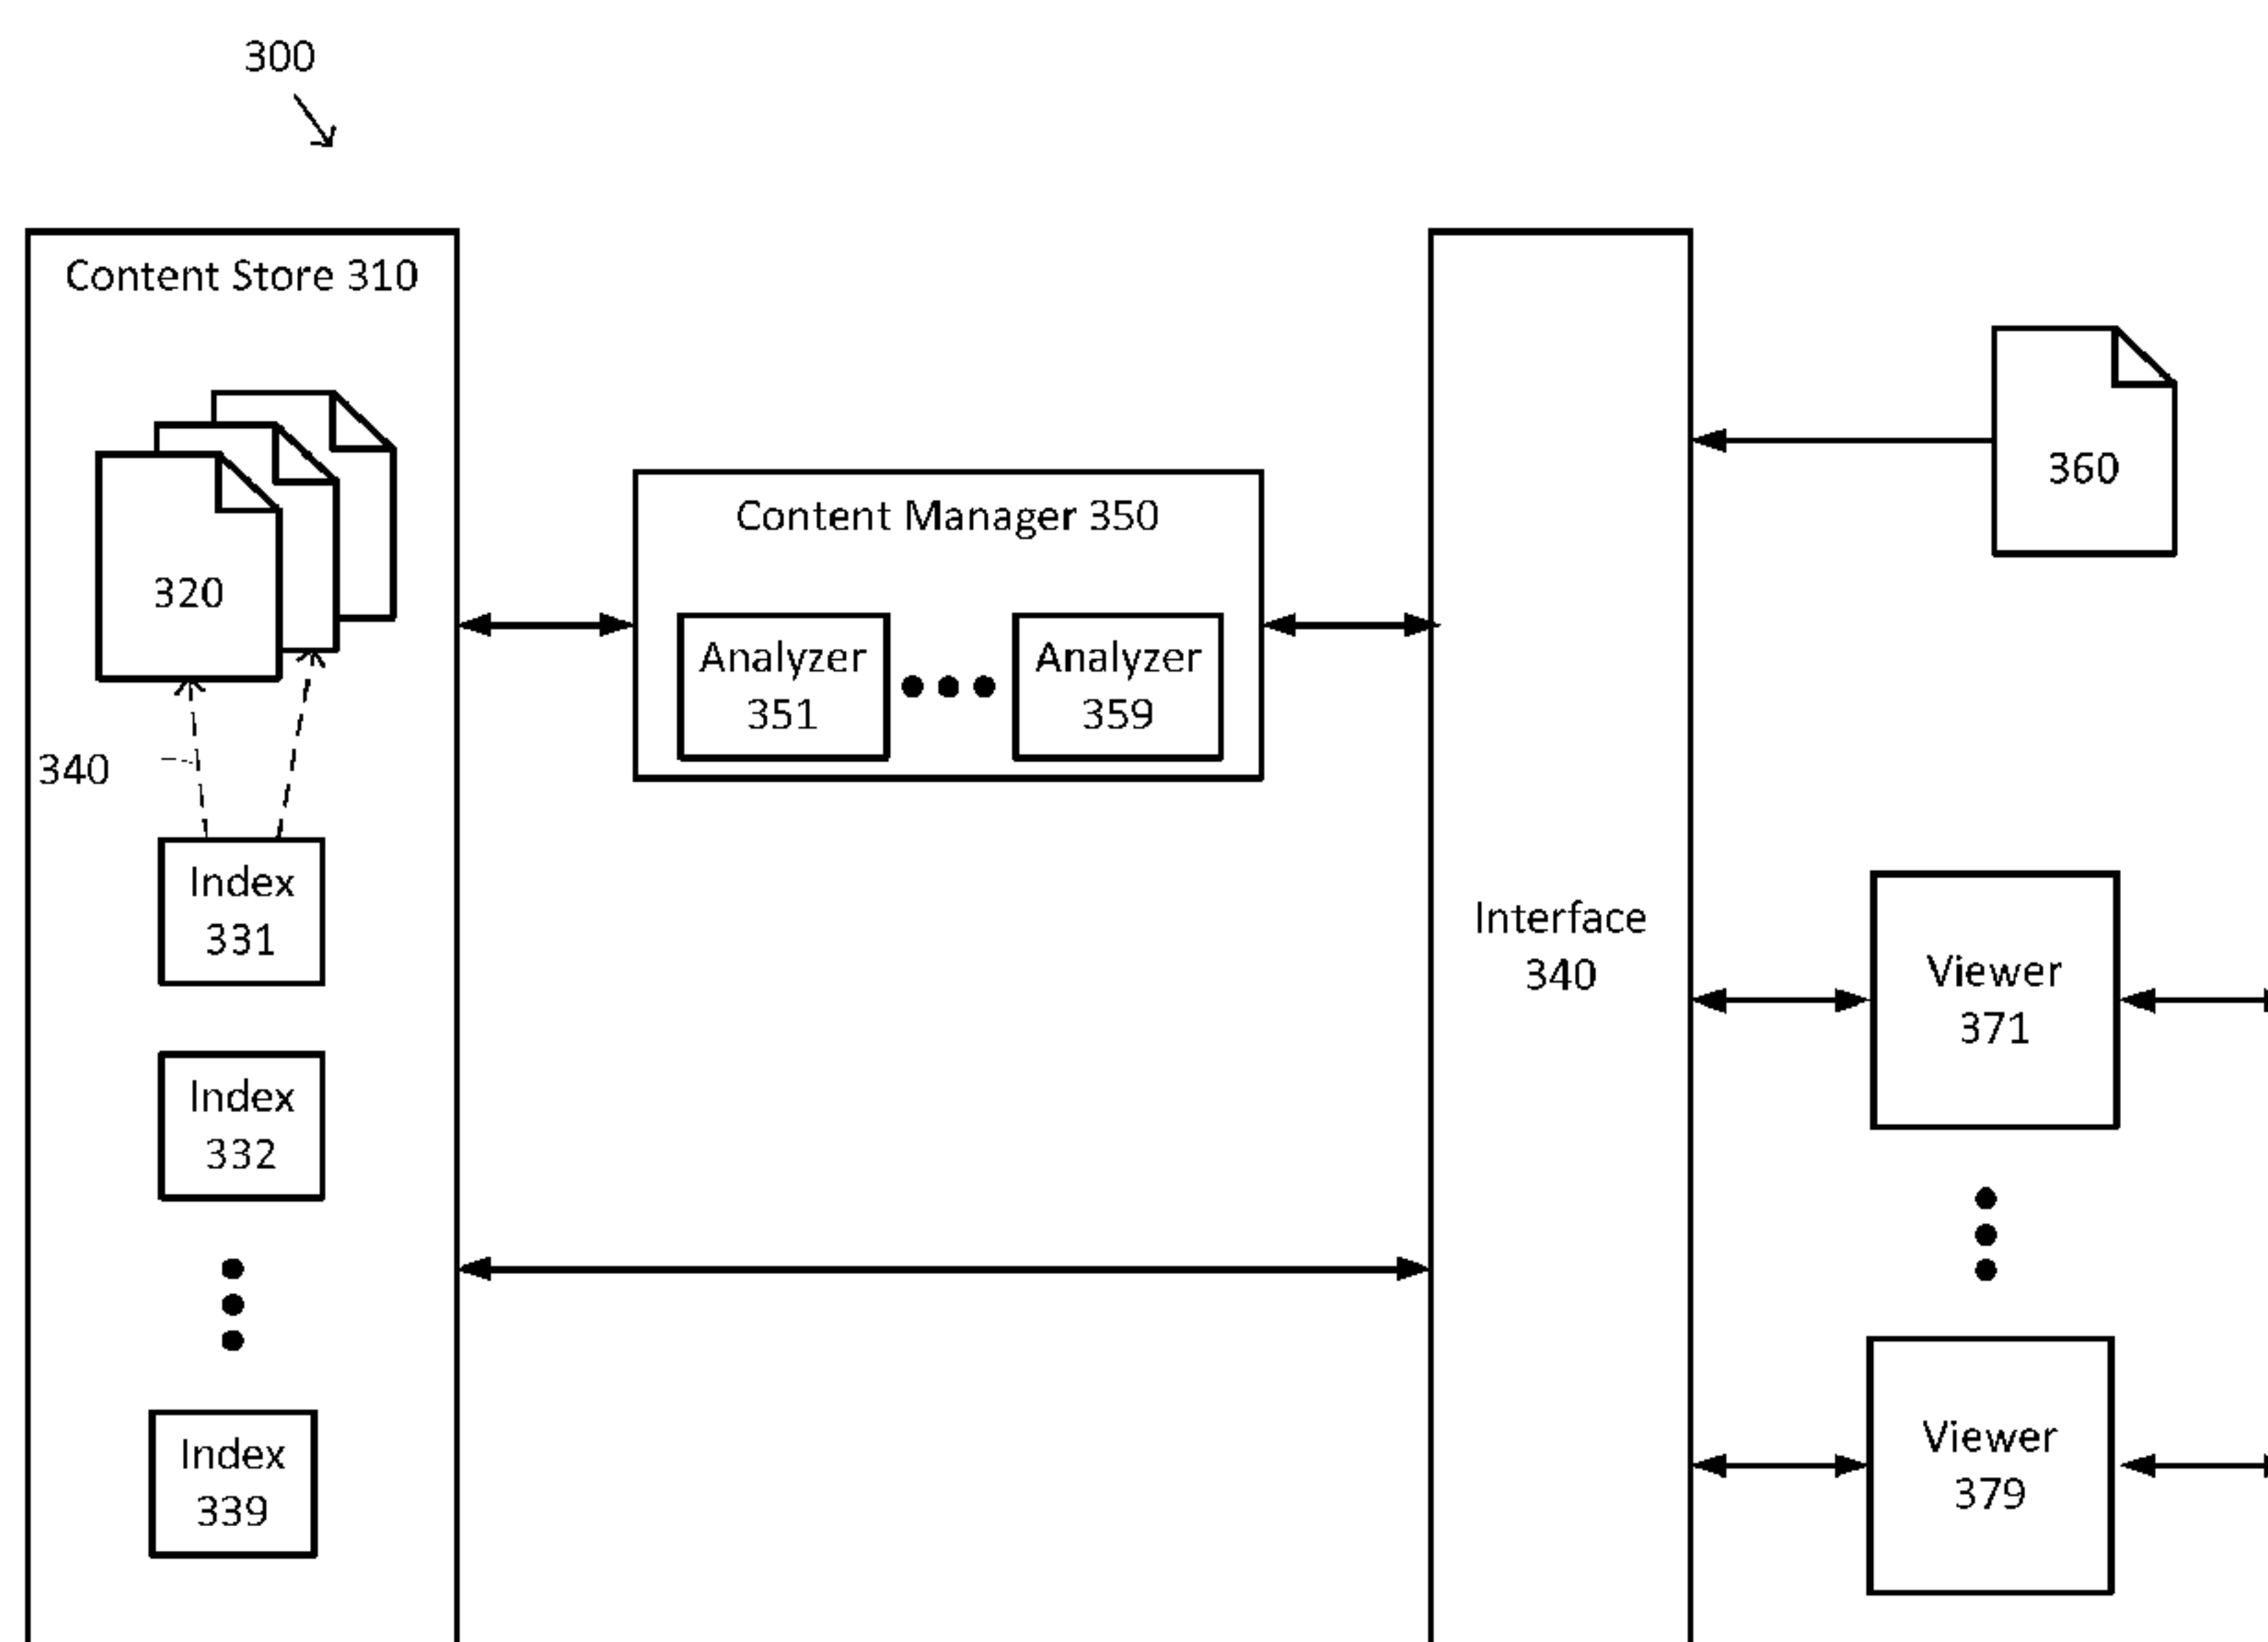 300
Content Store 310
320
340
Index
331
Index
332
Index
339
Content Manager 350
Analyzer
351
Analyzer
359
Interface
340
360
Viewer
371
Viewer
379